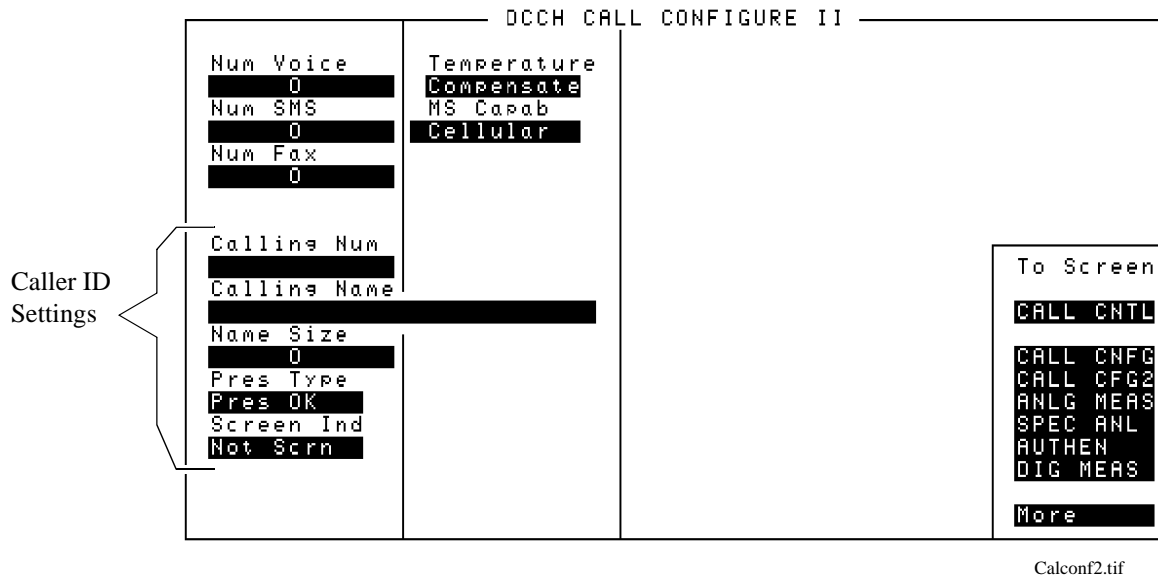 DCCH CALL CONFIGURE II
Num Voice
0
Num SMS
0
Num Fax
0
Calling Num
Calling Name
Name Size
0
Pres Type
Pres OK
Screen Ind
Not Scrn
Temperature
Compensate
MS Capab
Cellular
Caller ID
Settings
To Screen
CALL CNTL
CALL CNFG
CALL CFG2
ANLG MEAS
SPEC ANL
AUTHEN
DIG MEAS
More
Calconf2.tif